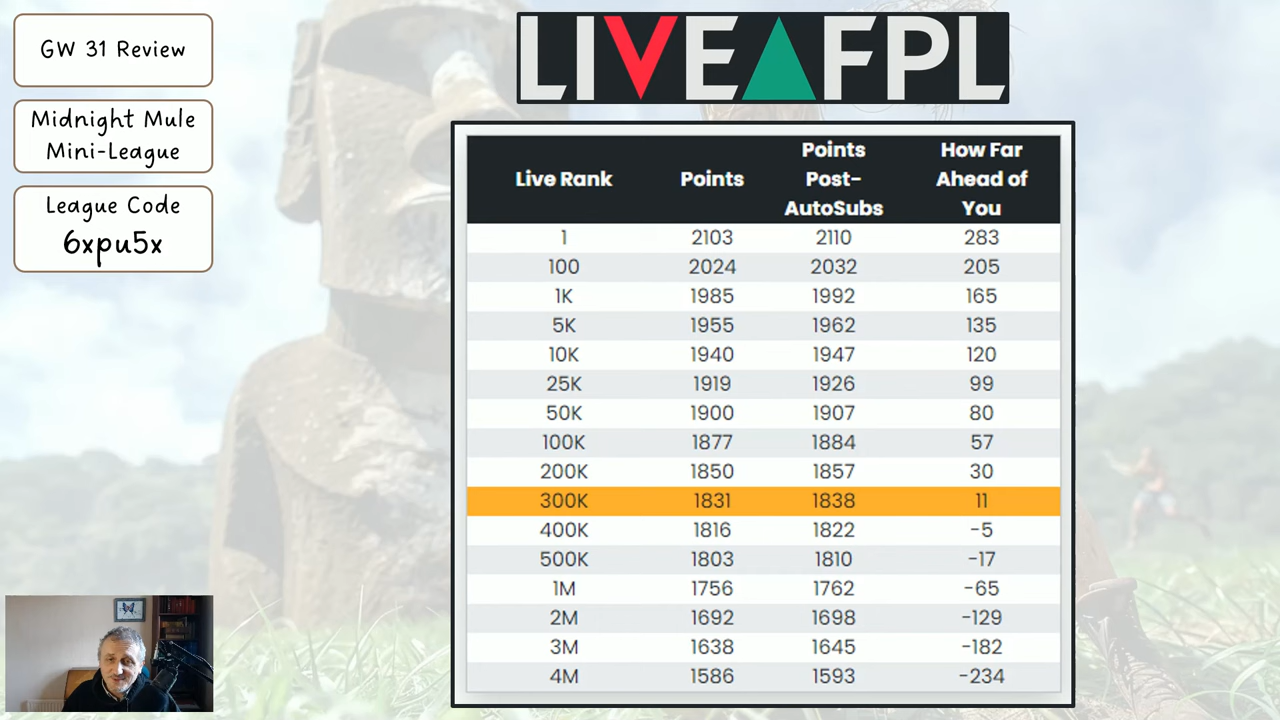 GW 31 Review
Midnight Mule
Mini-League
League Code
6xpu5x
LIVEAFPL
Live Rank Points Points Post-AutoSubs How Far Ahead of You
1 2103 2110 283
100 2024 2032 205
1K 1985 1992 165
5K 1955 1962 135
10K 1940 1947 120
25K 1919 1926 99
50K 1900 1907 80
100K 1877 1884 57
200K 1850 1857 30
300K 1831 1838 11
400K 1816 1822 -5
500K 1803 1810 -17
1M 1756 1762 -65
2M 1692 1698 -129
3M 1638 1645 -182
4M 1586 1593 -234